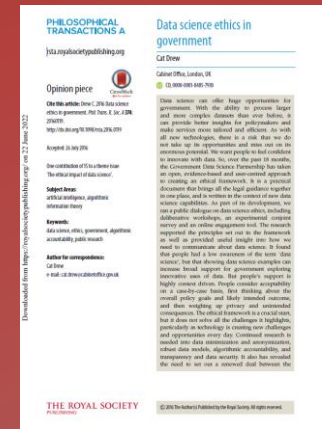 PHILOSOPHICAL
TRANSACTIONS A
rsta.royalsocietypublishing.org
Opinion piece
Cite this article: Drew C. 2016 Data science
ethics in government. Phil. Trans. R. Soc. A 374:
20160119.
http://dx.doi.org/10.1098/rsta.2016.0119
Accepted: 26 July 2016
One contribution of 15 to a theme issue
‘The ethical impact of data science’.
Subject Areas:
artificial intelligence, algorithmic
information theory
Keywords:
data science, ethics, government, algorithmic
accountability, public research
Author for correspondence:
Cat Drew
Downloaded from https://royalsocietypublishing.org/ on 22 June 2022
THE ROYAL SOCIETY
PUBLISHING
Data science ethics in
government
Cat Drew
Cabinet Office, London, UK
Data science can offer huge opportunities for
government. With the ability to process larger
and more complex datasets than ever before, it
can provide better insights for policymakers and
make services more tailored and efficient. As with
all new technologies, there is a risk that we do
not take up its opportunities and miss out on its
enormous potential. We want people to feel confident
to innovate with data. So, over the past 18 months,
the Government Data Science Partnership has taken
an open, evidence-based and user-centred approach
to creating an ethical framework. It is a practical
document that brings all the legal guidance together
in one place, and is written in the context of new data
science capabilities. As part of its development, we
ran a public dialogue on data science ethics, including
deliberative workshops, an experimental conjoint
survey and an online engagement tool. The research
supported the principles set out in the framework
as well as provided useful insight into how we
need to communicate about data science. It found
that people had a low awareness of the term ‘data
science’, but that showing data science examples can
increase broad support for government exploring
innovative uses of data. But people's support is
highly context driven. People consider acceptability
on a case-by-case basis, first thinking about the
overall policy goals and likely intended outcome,
and then weighing up privacy and unintended
consequences. The ethical framework is a crucial start,
but it does not solve all the challenges it highlights,
particularly as technology is creating new challenges
and opportunities every day. Continued research is
needed into data minimization and anonymization,
robust data models, algorithmic accountability, and
transparency and data security. It also has revealed
the need to set out a renewed deal between the
© 2016 The Author(s) Published by the Royal Society. All rights reserved.